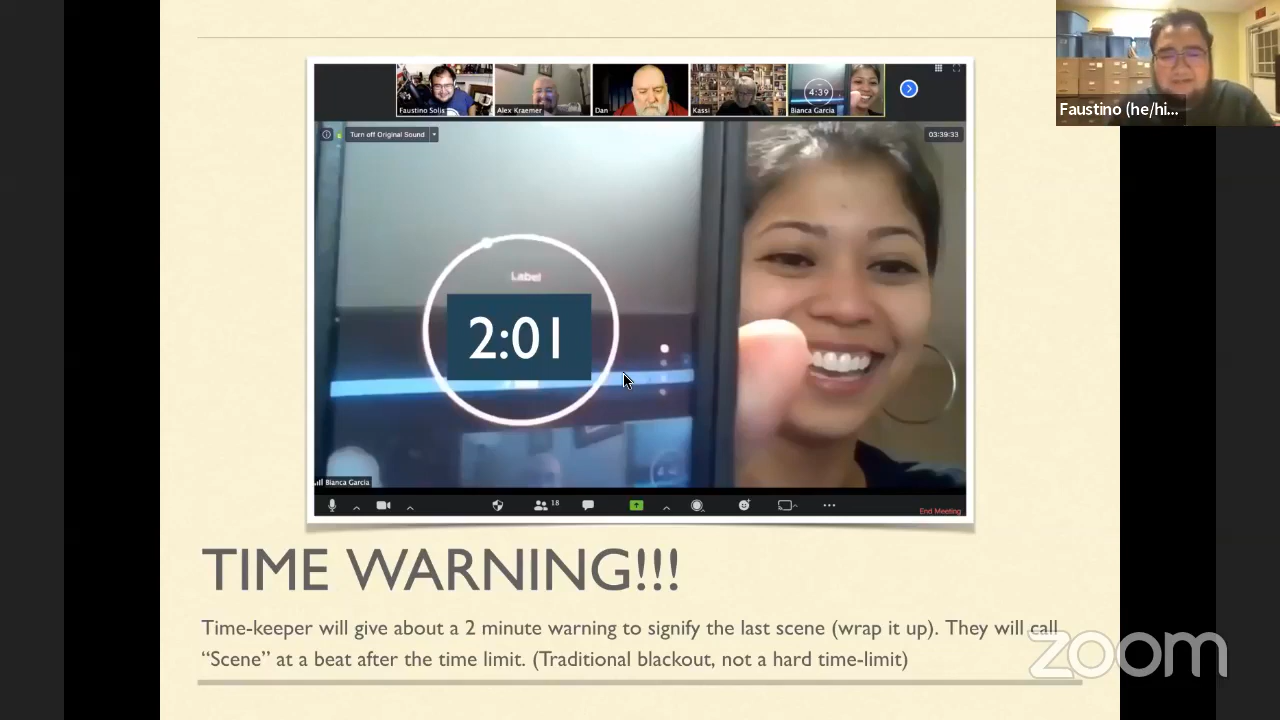 Faustino Solis
Alex Kraemer
Dan
Kassi
4:39
Bianca Garcia
Faustino (he/hi...
Turn off Original Sound
03:39:33
Label
2:01
Bianca Garcia
18
End Meeting
TIME WARNING!!!
Time-keeper will give about a 2 minute warning to signify the last scene (wrap it up). They will call
“Scene” at a beat after the time limit. (Traditional blackout, not a hard time-limit)
zoom